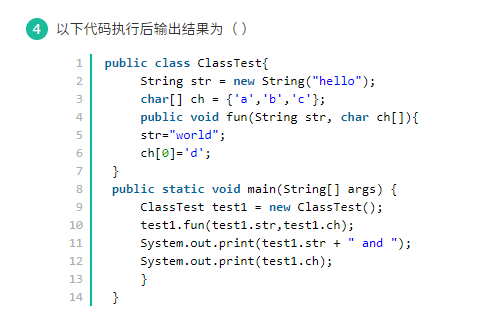 4 以下代码执行后输出结果为（ ）
1 public class ClassTest{
2 String str = new String("hello");
3 char[] ch = {'a','b','c'};
4 public void fun(String str, char ch[]){
5 str="world";
6 ch[0]='d';
7 }
8 public static void main(String[] args) {
9 ClassTest test1 = new ClassTest();
10 test1.fun(test1.str,test1.ch);
11 System.out.print(test1.str + " and ");
12 System.out.print(test1.ch);
13 }
14 }